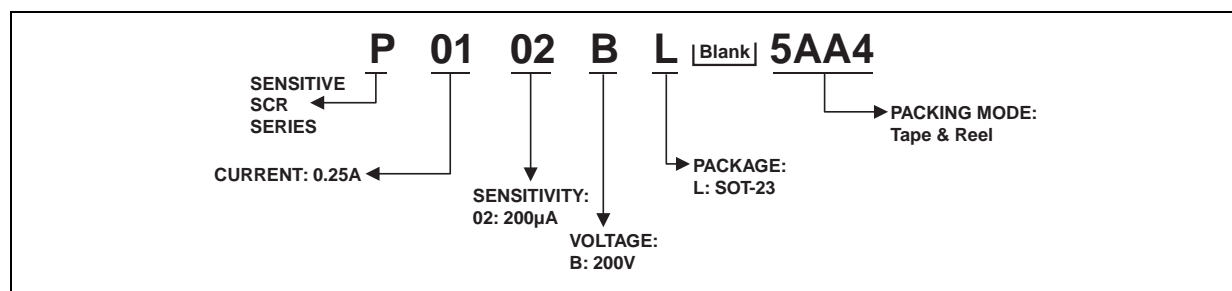 P 01 02 B L Blank 5AA4
SENSITIVE
SCR
SERIES
PACKING MODE:
Tape & Reel
CURRENT: 0.25A
PACKAGE:
L: SOT-23
SENSITIVITY:
02: 200µA
VOLTAGE:
B: 200V